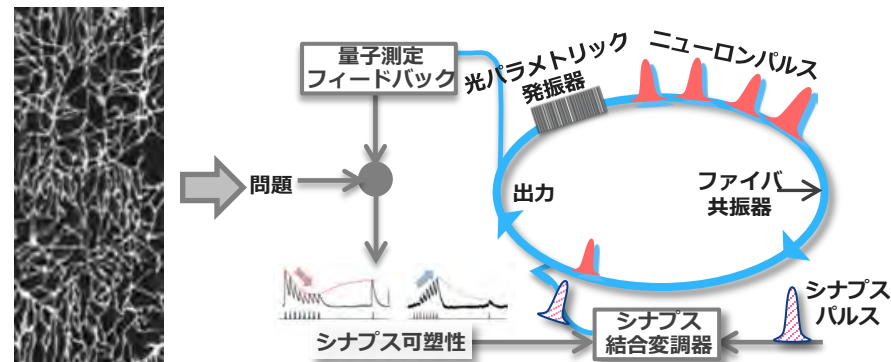 量子測定
フィードバック
光パラメトリック
発振器
ニューロンパルス
問題
出力
ファイバ
共振器
シナプス可塑性
シナプス
結合変調器
シナプス
パルス